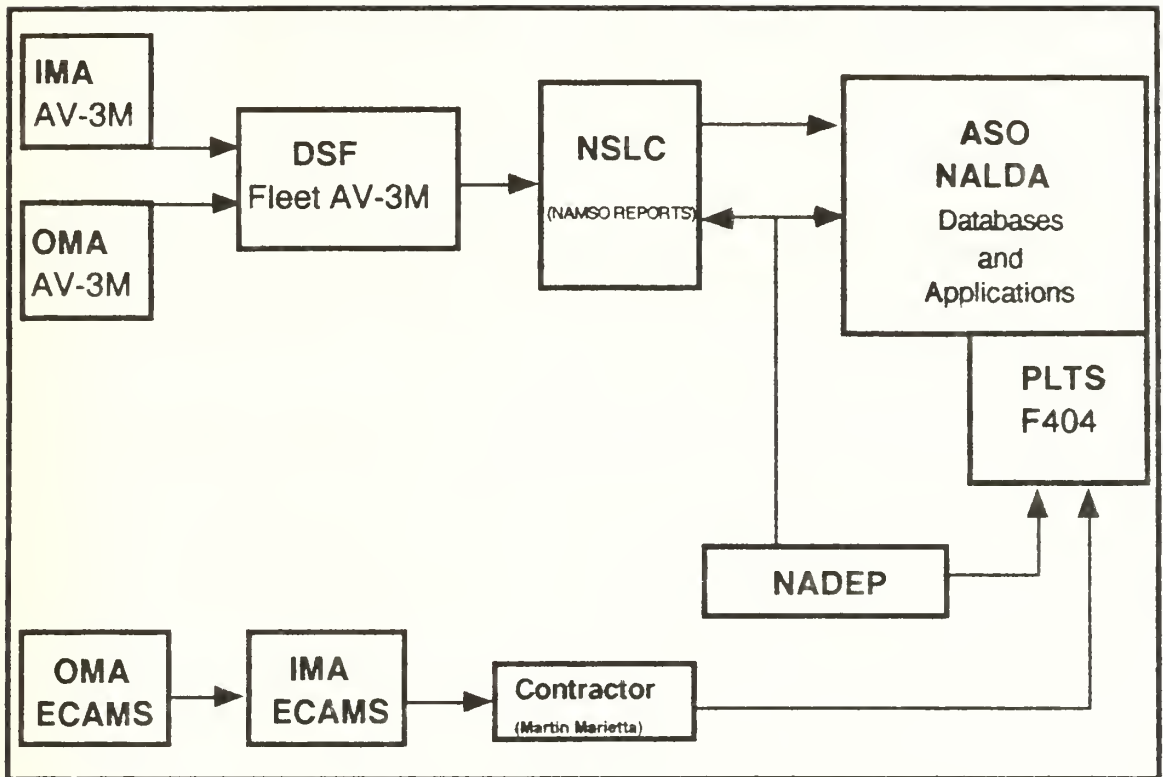 IMA
AV-3M
OMA
AV-3M
DSF
Fleet AV-3M
NSLC
(NAMSO REPORTS)
ASO
NALDA
Databases
and
Applications
PLTS
F404
NADEP
OMA
ECAMS
IMA
ECAMS
Contractor
(Martin Marietta)